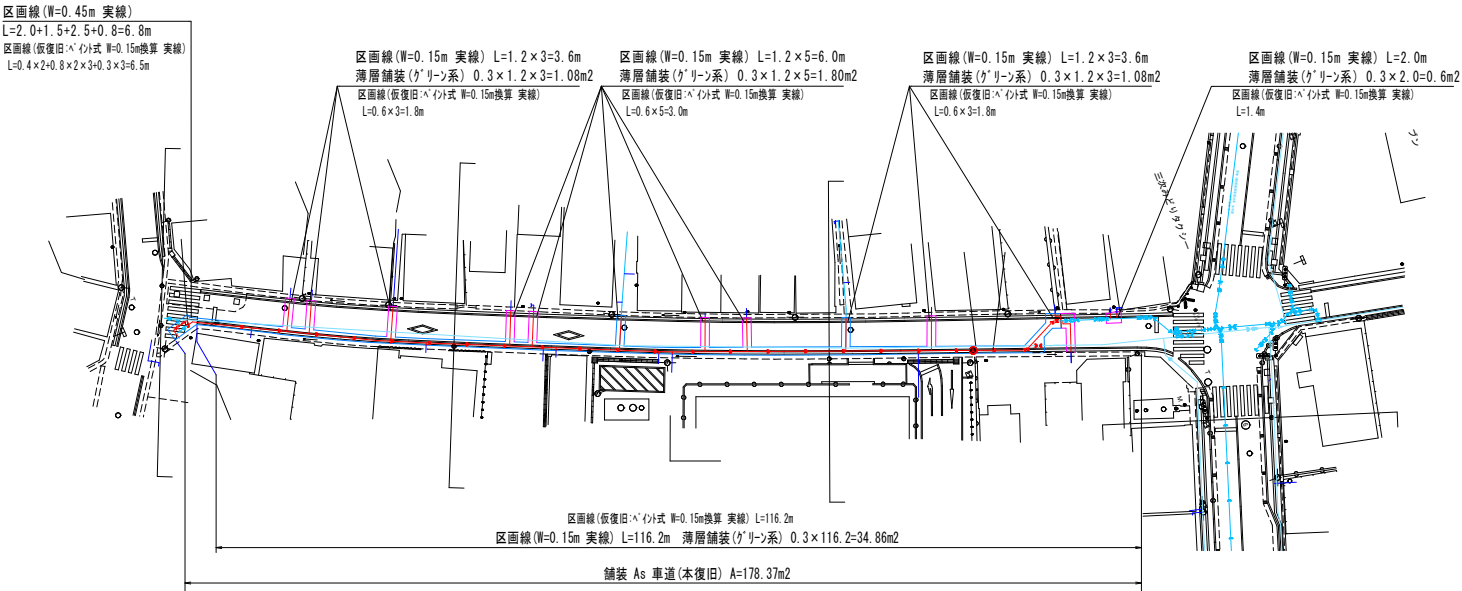 区画線(W=0.45m 実線)
L=2.0+1.5+2.5+0.8=6.8m
区画線(仮復旧:ペイント式 W=0.15m換算 実線)
L=0.4×2+0.8×2×3+0.3×3=6.5m
区画線(W=0.15m 実線) L=1.2×3=3.6m
薄層舗装(グリーン系) 0.3×1.2×3=1.08m2
区画線(仮復旧:ペイント式 W=0.15m換算 実線)
L=0.6×3=1.8m
区画線(W=0.15m 実線) L=1.2×5=6.0m
薄層舗装(グリーン系) 0.3×1.2×5=1.80m2
区画線(仮復旧:ペイント式 W=0.15m換算 実線)
L=0.6×5=3.0m
区画線(W=0.15m 実線) L=1.2×3=3.6m
薄層舗装(グリーン系) 0.3×1.2×3=1.08m2
区画線(仮復旧:ペイント式 W=0.15m換算 実線)
L=0.6×3=1.8m
区画線(W=0.15m 実線) L=2.0m
薄層舗装(グリーン系) 0.3×2.0=0.6m2
区画線(仮復旧:ペイント式 W=0.15m換算 実線)
L=1.4m
三次みどりタクシー
区画線(仮復旧:ペイント式 W=0.15m換算 実線) L=116.2m
区画線(W=0.15m 実線) L=116.2m 薄層舗装(グリーン系) 0.3×116.2=34.86m2
舗装 As 車道(本復旧) A=178.37m2